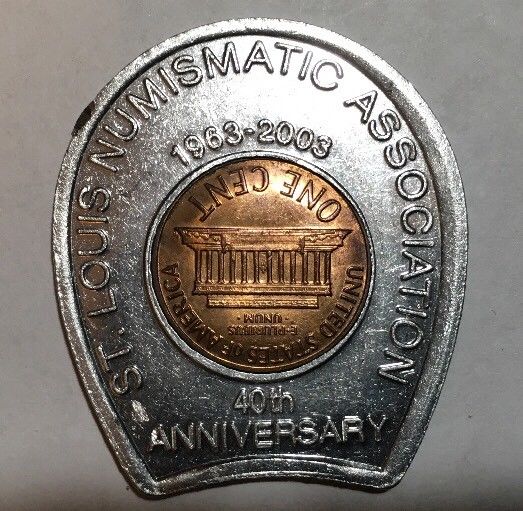 ST. LOUIS NUMISMATIC ASSOCIATION
1963-2003
ONE CENT
E·PLURIBUS
·UNUM·
UNITED STATES OF AMERICA
40th
ANNIVERSARY